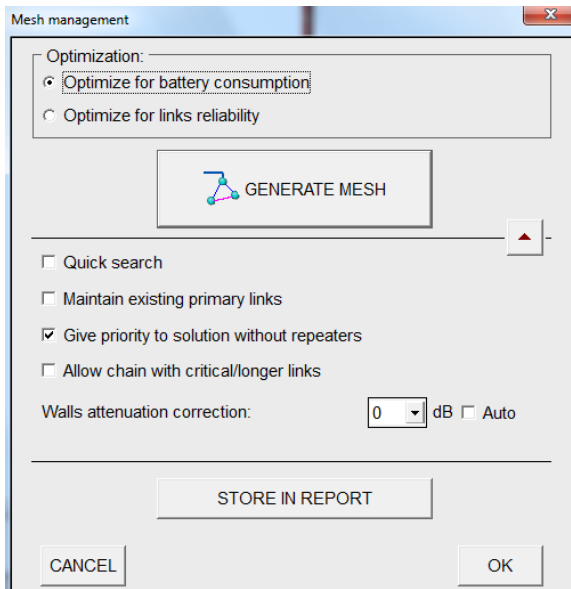 Mesh management
Optimization:
Optimize for battery consumption
Optimize for links reliability
GENERATE MESH
Quick search
Maintain existing primary links
Give priority to solution without repeaters
Allow chain with critical/longer links
Walls attenuation correction: 0 dB Auto
STORE IN REPORT
CANCEL OK